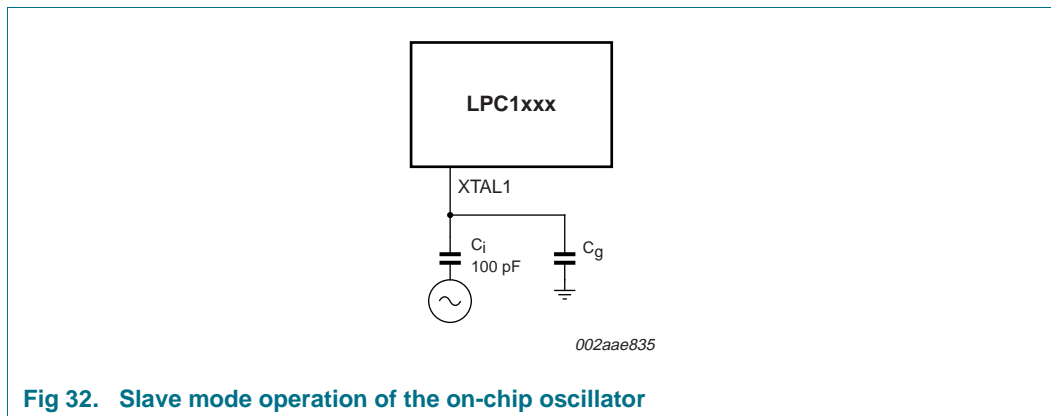 LPC1xxx
XTAL1
Ci
100 pF
Cg
002aae835
Fig 32. Slave mode operation of the on-chip oscillator